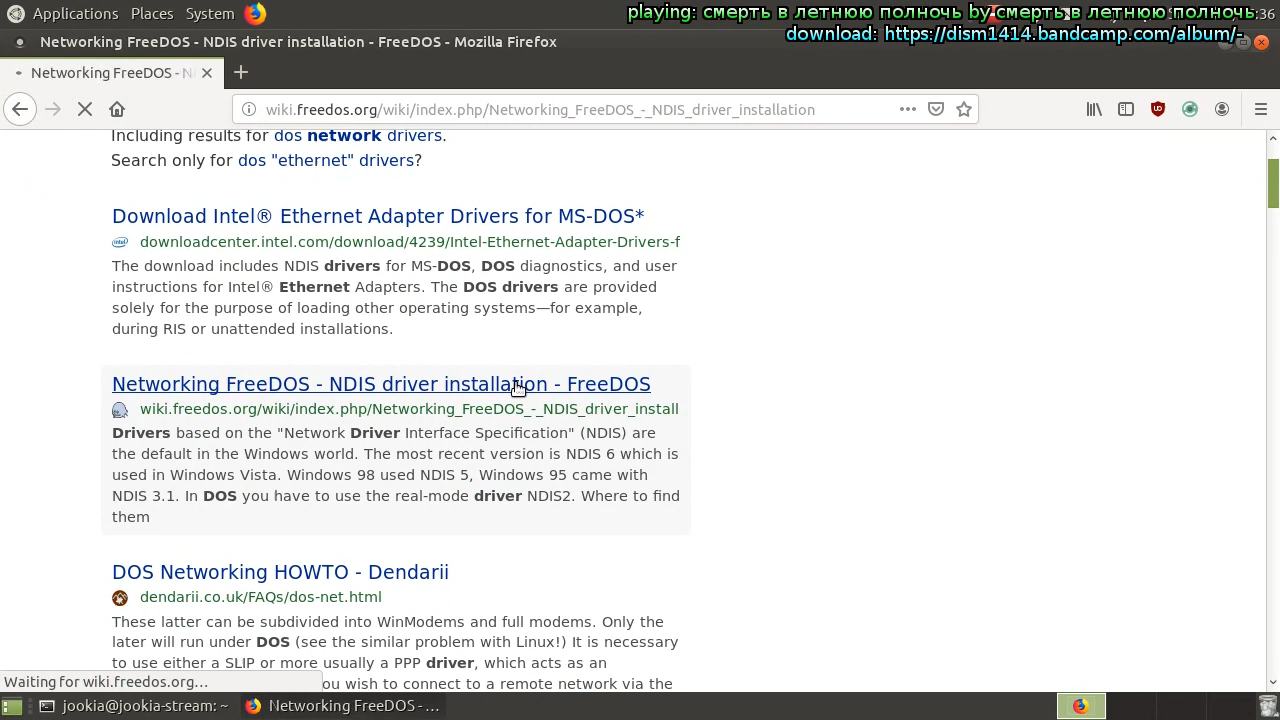 Applications Places System
playing: смерть в летнюю полночь by смерть в летнюю полночь
:36
download: https://dism1414.bandcamp.com/album/-
Networking FreeDOS - NDIS driver installation - FreeDOS - Mozilla Firefox
Networking FreeDOS - N
wiki.freedos.org/wiki/index.php/Networking_FreeDOS_-_NDIS_driver_installation
Including results for dos network drivers.
Search only for dos "ethernet" drivers?
Download Intel® Ethernet Adapter Drivers for MS-DOS*
downloadcenter.intel.com/download/4239/Intel-Ethernet-Adapter-Drivers-f
The download includes NDIS drivers for MS-DOS, DOS diagnostics, and user
instructions for Intel® Ethernet Adapters. The DOS drivers are provided
solely for the purpose of loading other operating systems—for example,
during RIS or unattended installations.
Networking FreeDOS - NDIS driver installation - FreeDOS
wiki.freedos.org/wiki/index.php/Networking_FreeDOS_-_NDIS_driver_install
Drivers based on the "Network Driver Interface Specification" (NDIS) are
the default in the Windows world. The most recent version is NDIS 6 which is
used in Windows Vista. Windows 98 used NDIS 5, Windows 95 came with
NDIS 3.1. In DOS you have to use the real-mode driver NDIS2. Where to find
them
DOS Networking HOWTO - Dendarii
dendarii.co.uk/FAQs/dos-net.html
These latter can be subdivided into WinModems and full modems. Only the
later will run under DOS (see the similar problem with Linux!) It is necessary
to use either a SLIP or more usually a PPP driver, which acts as an
ou wish to connect to a remote network via the
Waiting for wiki.freedos.org…
jookia@jookia-stream: ~
Networking FreeDOS - …